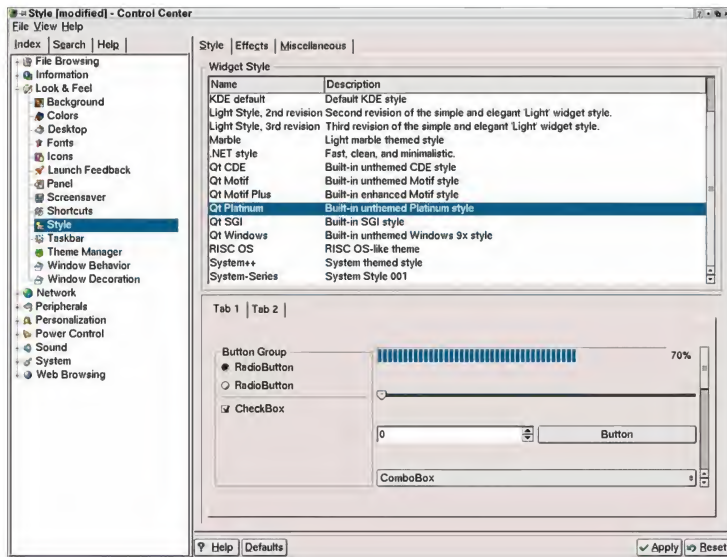 Style [modified] - Control Center
File View Help
Index Search Help
File Browsing
Information
Look & Feel
Background
Colors
Desktop
Fonts
Icons
Launch Feedback
Panel
Screensaver
Shortcuts
Style
Taskbar
Theme Manager
Window Behavior
Window Decoration
Network
Peripherals
Personalization
Power Control
Sound
System
Web Browsing
Style Effects Miscellaneous
Widget Style
Name Description
KDE default Default KDE style
Light Style, 2nd revision Second revision of the simple and elegant 'Light' widget style.
Light Style, 3rd revision Third revision of the simple and elegant 'Light' widget style.
Marble Light marble themed style
.NET style Fast, clean, and minimalistic.
Qt CDE Built-in unthemed CDE style
Qt Motif Built-in unthemed Motif style
Qt Motif Plus Built-in enhanced Motif style
Qt Platinum Built-in unthemed Platinum style
Qt SGI Built-in SGI style
Qt Windows Built-in unthemed Windows 9x style
RISC OS RISC OS-like theme
System++ System themed style
System-Series System Style 001
Tab 1 Tab 2
Button Group
RadioButton
RadioButton
CheckBox
70%
0 Button
ComboBox
? Help Defaults Apply Reset